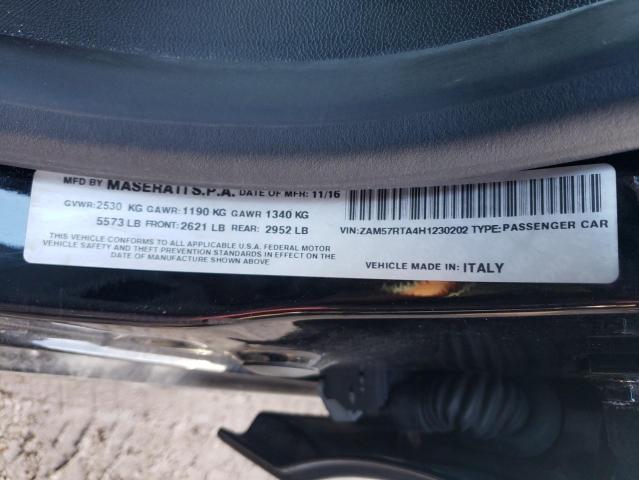 MFD BY MASERATI S.P.A. DATE OF MFR: 11/16
GVWR: 2530 KG GAWR: 1190 KG GAWR 1340 KG
5573 LB FRONT: 2621 LB REAR: 2952 LB
THIS VEHICLE CONFORMS TO ALL APPLICABLE U.S.A. FEDERAL MOTOR
VEHICLE SAFETY AND THEFT PREVENTION STANDARDS IN EFFECT ON THE
DATE OF MANUFACTURE SHOWN ABOVE
VIN: ZAM57RTA4H1230202 TYPE: PASSENGER CAR
VEHICLE MADE IN: ITALY